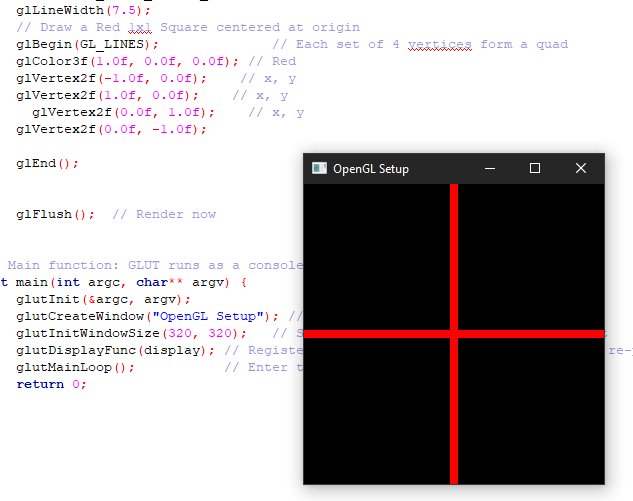 glLineWidth(7.5);
// Draw a Red 1x1 Square centered at origin
glBegin(GL_LINES);              // Each set of 4 vertices form a quad
glColor3f(1.0f, 0.0f, 0.0f); // Red
glVertex2f(-1.0f, 0.0f);    // x, y
glVertex2f(1.0f, 0.0f);    // x, y
glVertex2f(0.0f, 1.0f);    // x, y
glVertex2f(0.0f, -1.0f);
glEnd();
OpenGL Setup
glFlush();  // Render now
Main function: GLUT runs as a console
t main(int argc, char** argv) {
glutInit(&argc, argv);
glutCreateWindow("OpenGL Setup"); //
glutInitWindowSize(320, 320);   // S
glutDisplayFunc(display); // Registe re-
glutMainLoop();           // Enter t
return 0;